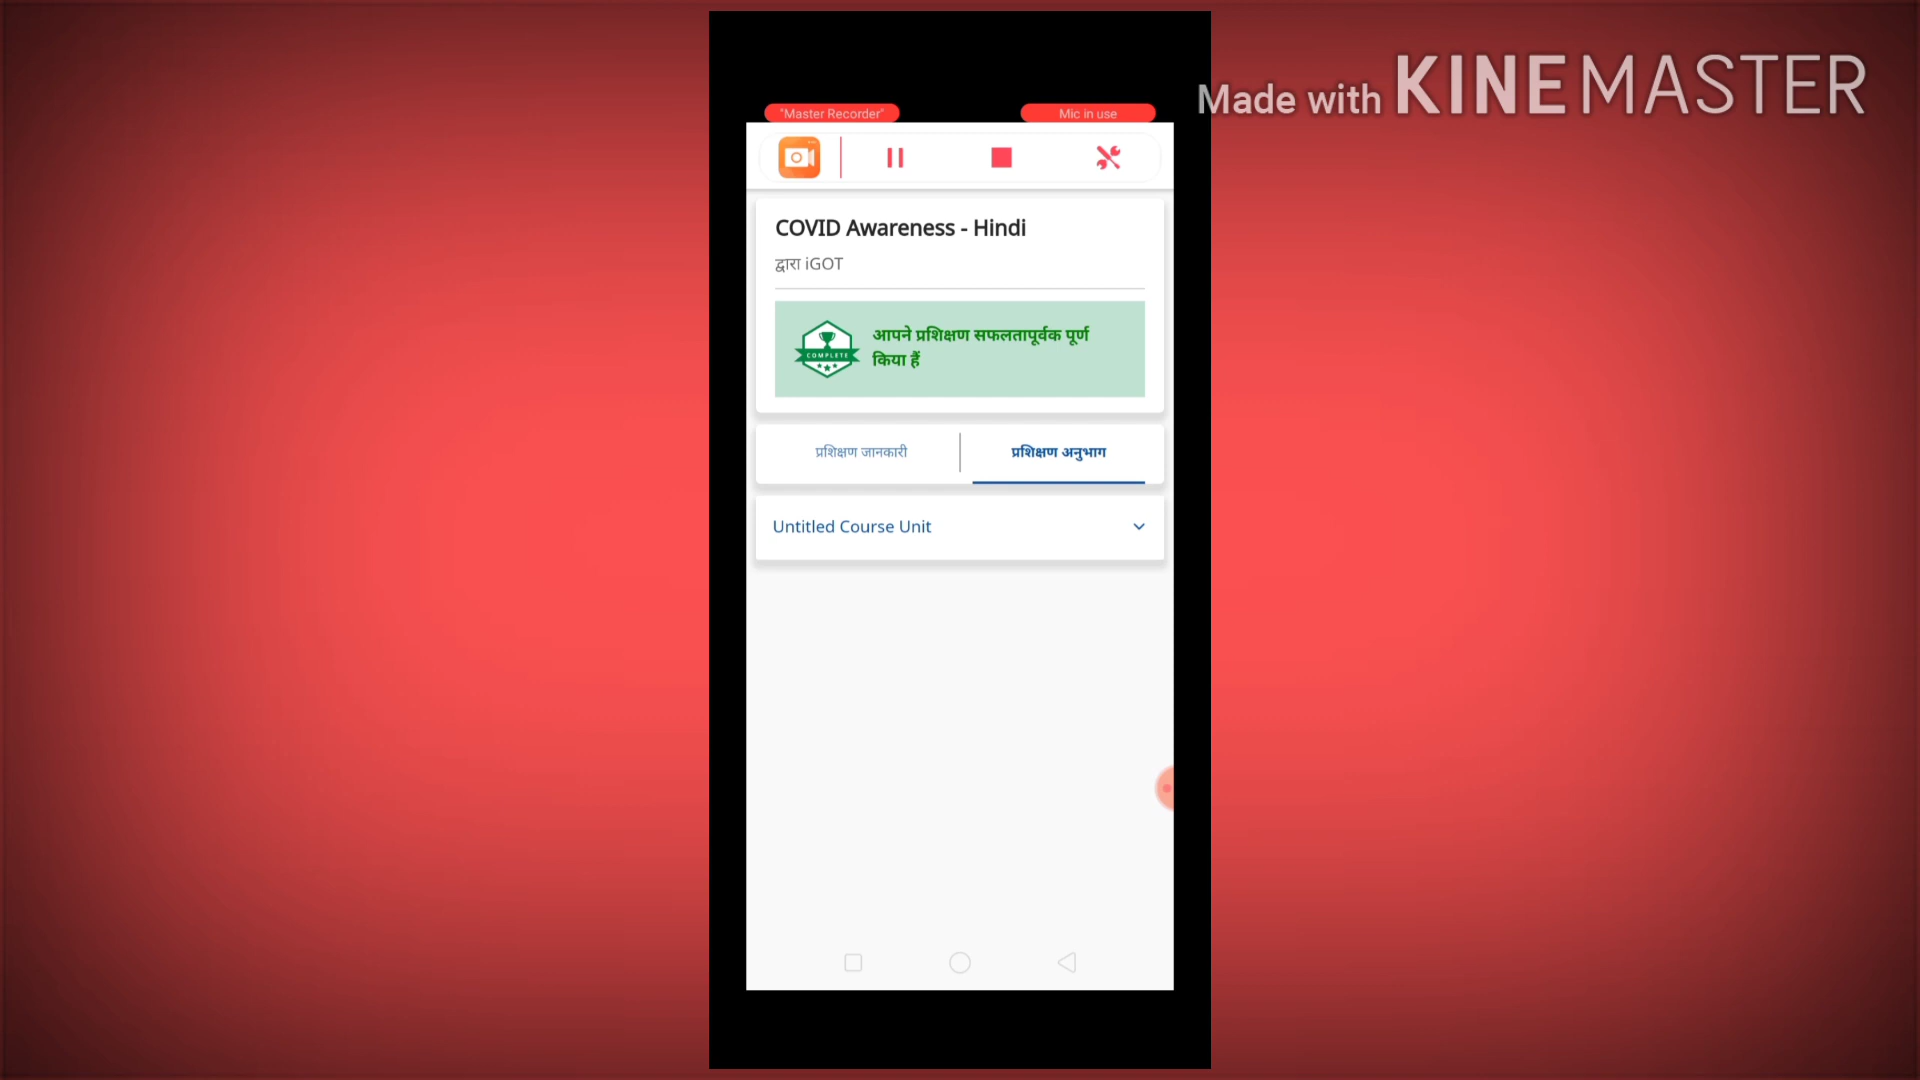 Made with KINEMASTER
"Master Recorder"
Mic in use
COVID Awareness - Hindi
द्वारा iGOT
COMPLETE
आपने प्रशिक्षण सफलतापूर्वक पूर्ण
किया हैं
प्रशिक्षण जानकारी
प्रशिक्षण अनुभाग
Untitled Course Unit